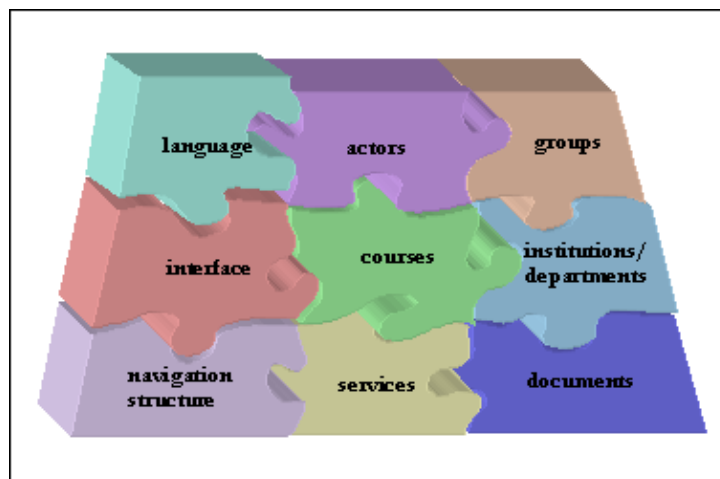 language
actors
groups
interface
courses
institutions/
departments
navigation
structure
services
documents